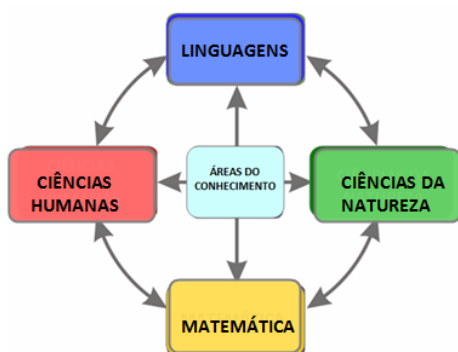 LINGUAGENS
CIÊNCIAS
HUMANAS
ÁREAS DO
CONHECIMENTO
CIÊNCIAS DA
NATUREZA
MATEMÁTICA